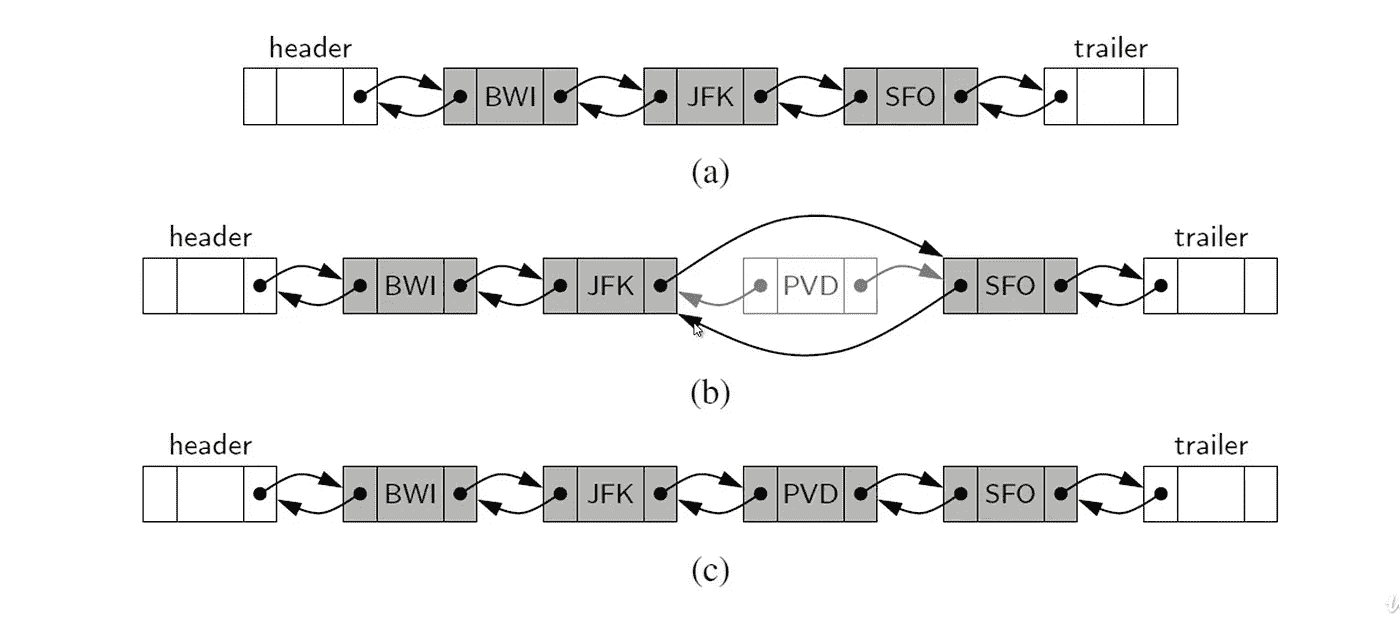 header trailer
BWI JFK SFO
(a)
header trailer
BWI JFK PVD SFO
(b)
header trailer
BWI JFK PVD SFO
(c)